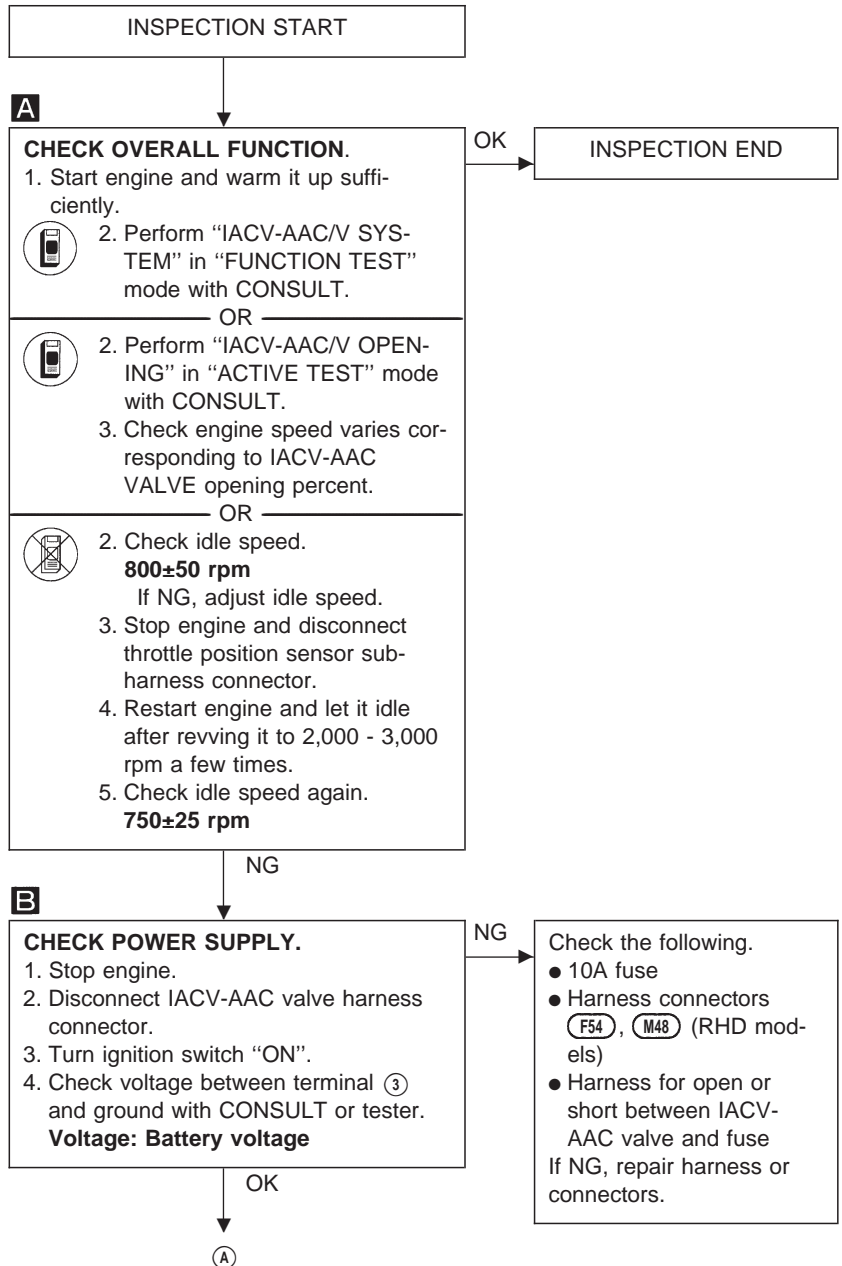 INSPECTION START
A
CHECK OVERALL FUNCTION.
1. Start engine and warm it up suffi-
ciently.
2. Perform “IACV-AAC/V SYS-
TEM” in “FUNCTION TEST”
mode with CONSULT.
OR
2. Perform “IACV-AAC/V OPEN-
ING” in “ACTIVE TEST” mode
with CONSULT.
3. Check engine speed varies cor-
responding to IACV-AAC
VALVE opening percent.
OR
2. Check idle speed.
800±50 rpm
If NG, adjust idle speed.
3. Stop engine and disconnect
throttle position sensor sub-
harness connector.
4. Restart engine and let it idle
after revving it to 2,000 - 3,000
rpm a few times.
5. Check idle speed again.
750±25 rpm
OK
INSPECTION END
NG
B
CHECK POWER SUPPLY.
1. Stop engine.
2. Disconnect IACV-AAC valve harness
connector.
3. Turn ignition switch “ON”.
4. Check voltage between terminal ③
and ground with CONSULT or tester.
Voltage: Battery voltage
NG
Check the following.
● 10A fuse
● Harness connectors
F54, M48 (RHD mod-
els)
● Harness for open or
short between IACV-
AAC valve and fuse
If NG, repair harness or
connectors.
OK
Ⓐ